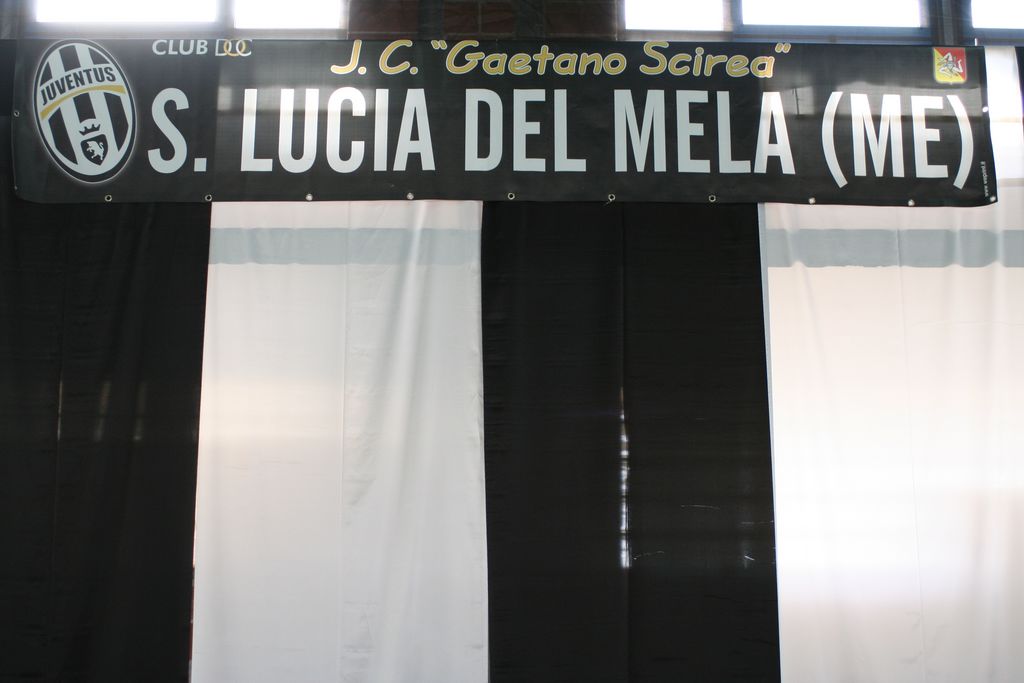 JUVENTUS
CLUB DOC
J. C. "Gaetano Scirea"
S. LUCIA DEL MELA (ME)